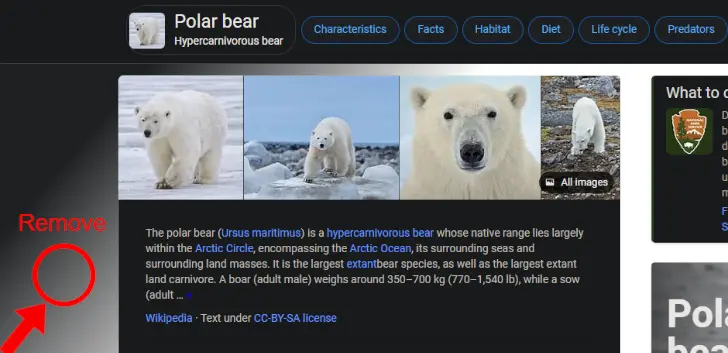 Polar bear
Hypercarnivorous bear
Characteristics
Facts
Habitat
Diet
Life cycle
Predators
All images
What to
Remove
The polar bear (Ursus maritimus) is a hypercarnivorous bear whose native range lies largely
within the Arctic Circle, encompassing the Arctic Ocean, its surrounding seas and
surrounding land masses. It is the largest extantbear species, as well as the largest extant
land carnivore. A boar (adult male) weighs around 350–700 kg (770–1,540 lb), while a sow
(adult ...
Wikipedia · Text under CC-BY-SA license
Pola
bear